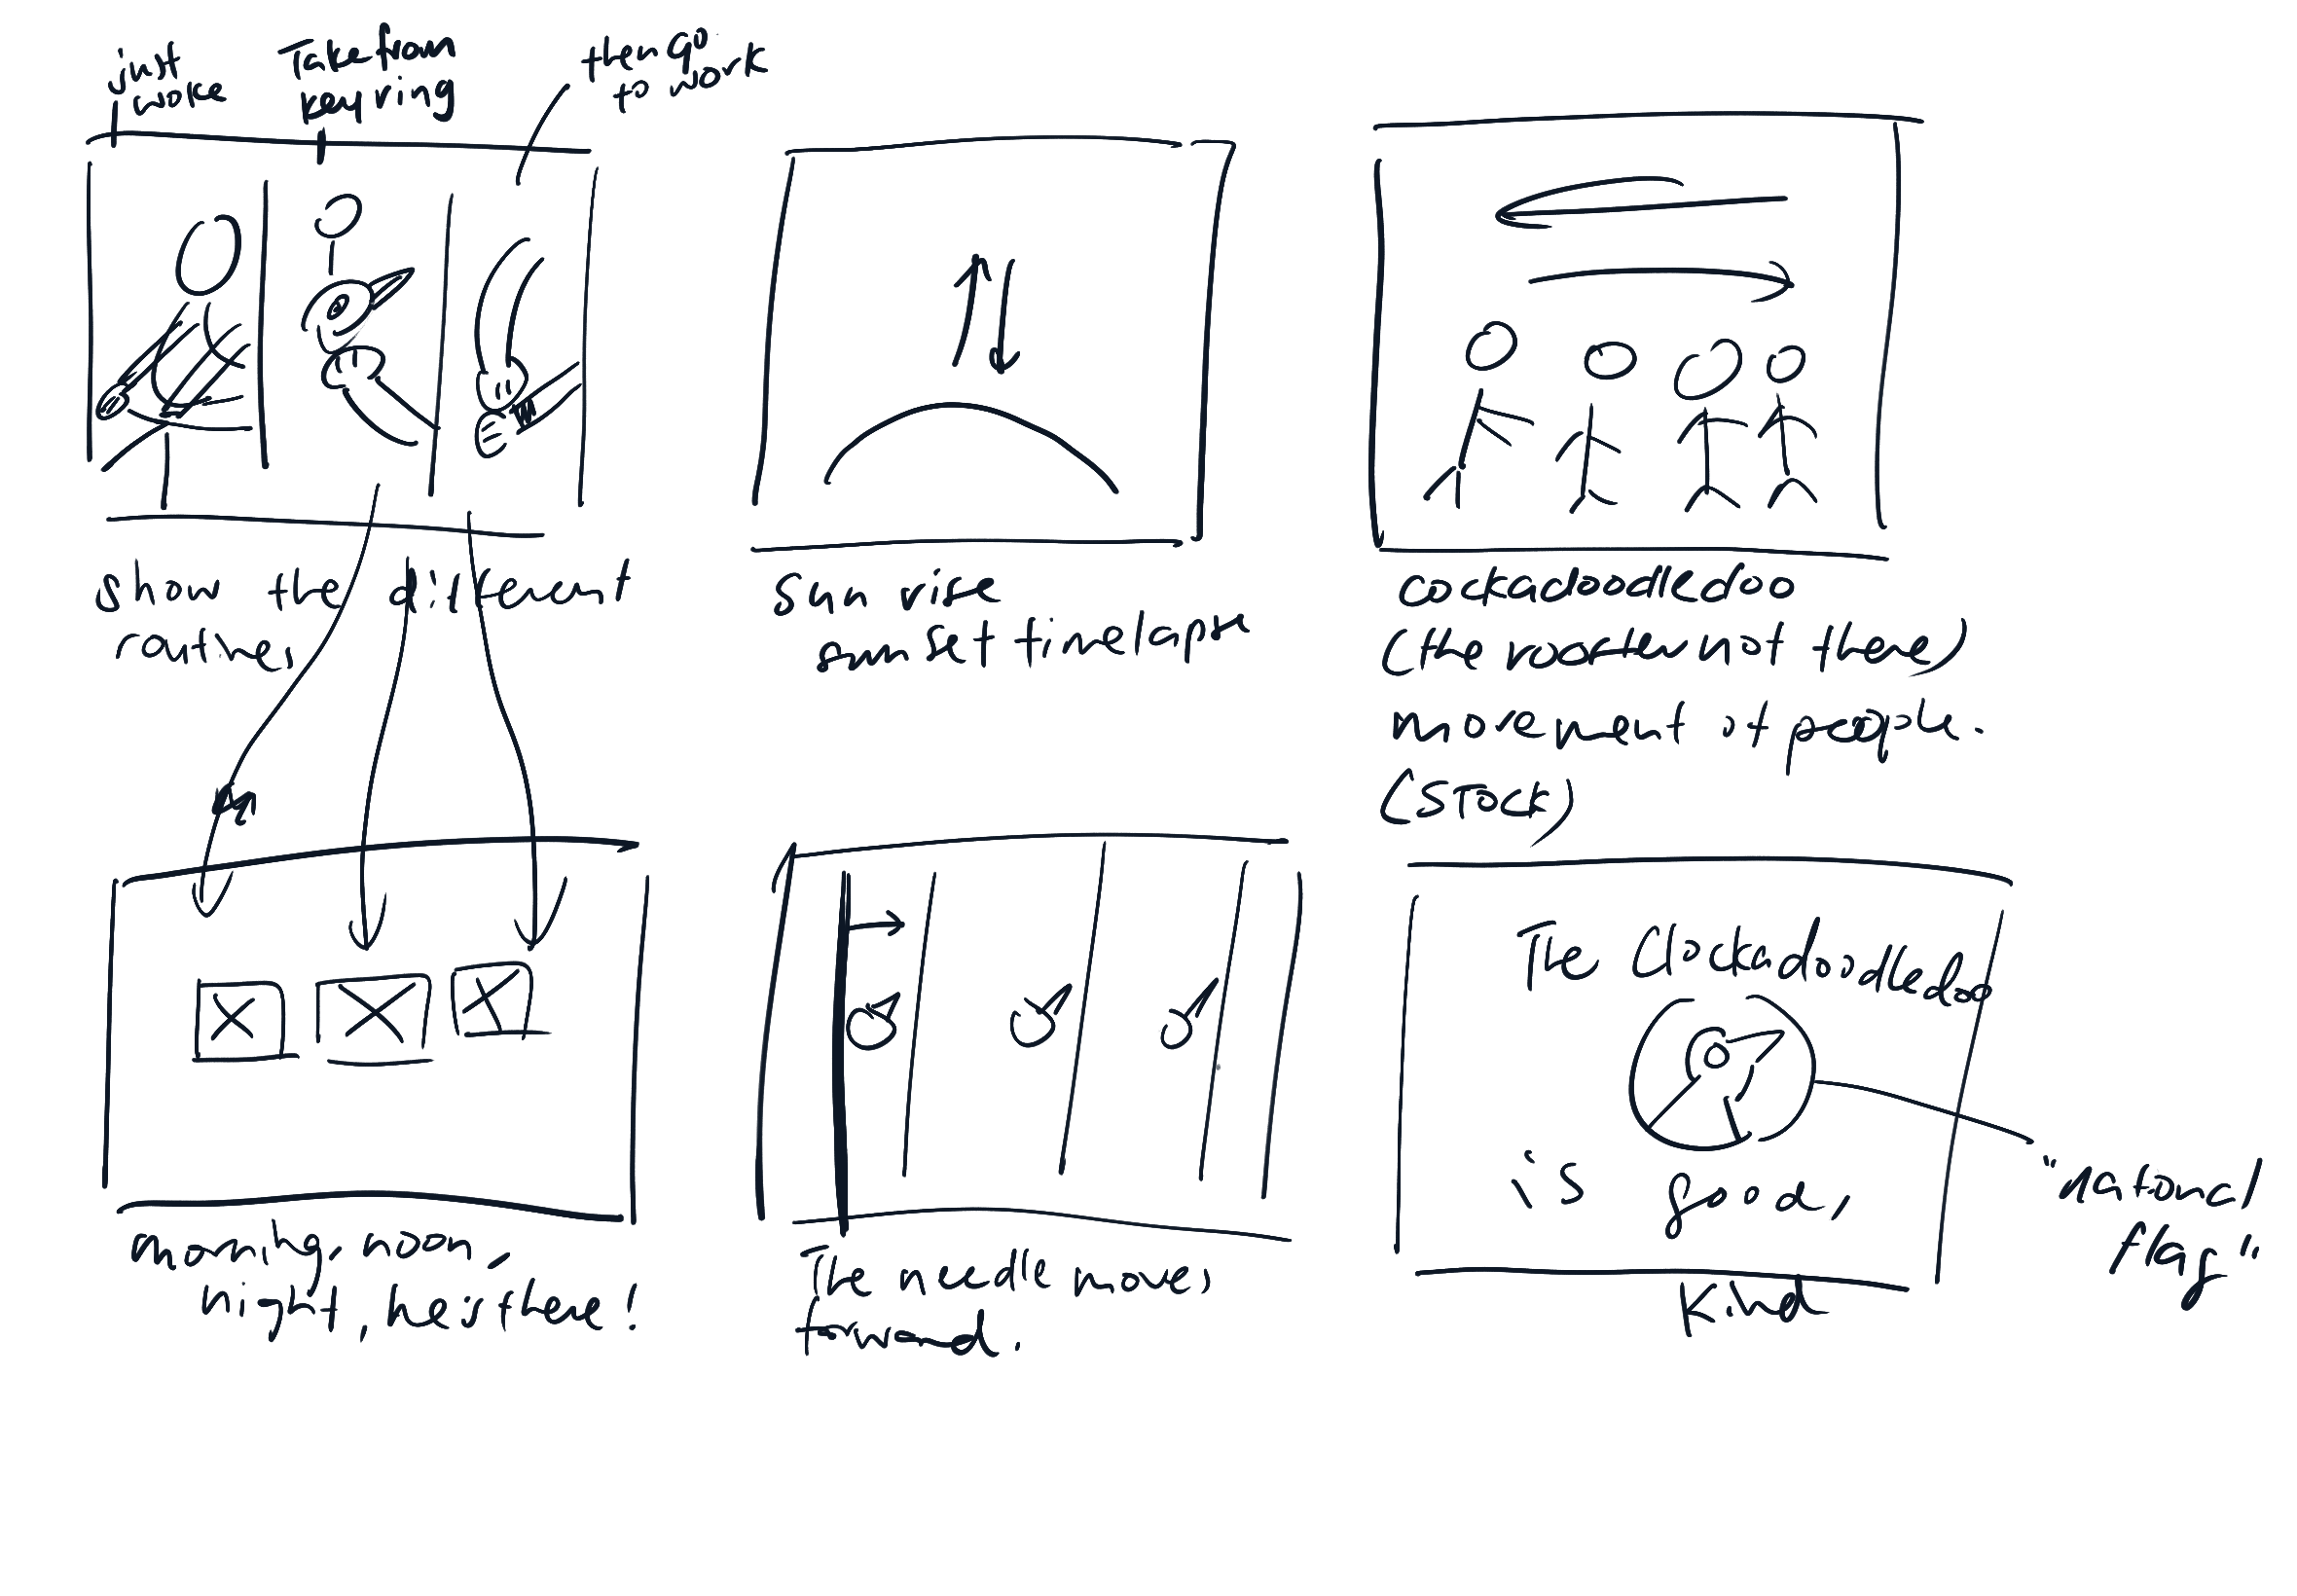 just
woke
Take from
key ring
then go
to work
show the different
routines
Sun rise
sun set timelapse
cockadoodledoo
(the rooster not there)
movement of people.
(STOCK)
morning, noon,
night, he is there!
The needle moves
forward.
The Clockadoodledoo
is good,
Kind
"national
flag"